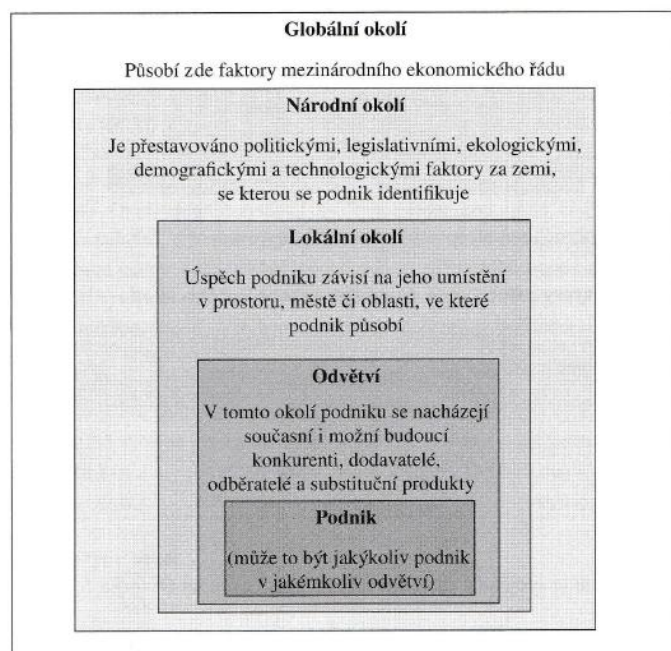 Globální okolí
Působí zde faktory mezinárodního ekonomického řádu
Národní okolí
Je přestavováno politickými, legislativními, ekologickými,
demografickými a technologickými faktory za zemi,
se kterou se podnik identifikuje
Lokální okolí
Úspěch podniku závisí na jeho umístění
v prostoru, městě či oblasti, ve které
podnik působí
Odvětví
V tomto okolí podniku se nacházejí
současní i možní budoucí
konkurenti, dodavatelé,
odběratelé a substituční produkty
Podnik
(může to být jakýkoliv podnik
v jakémkoliv odvětví)